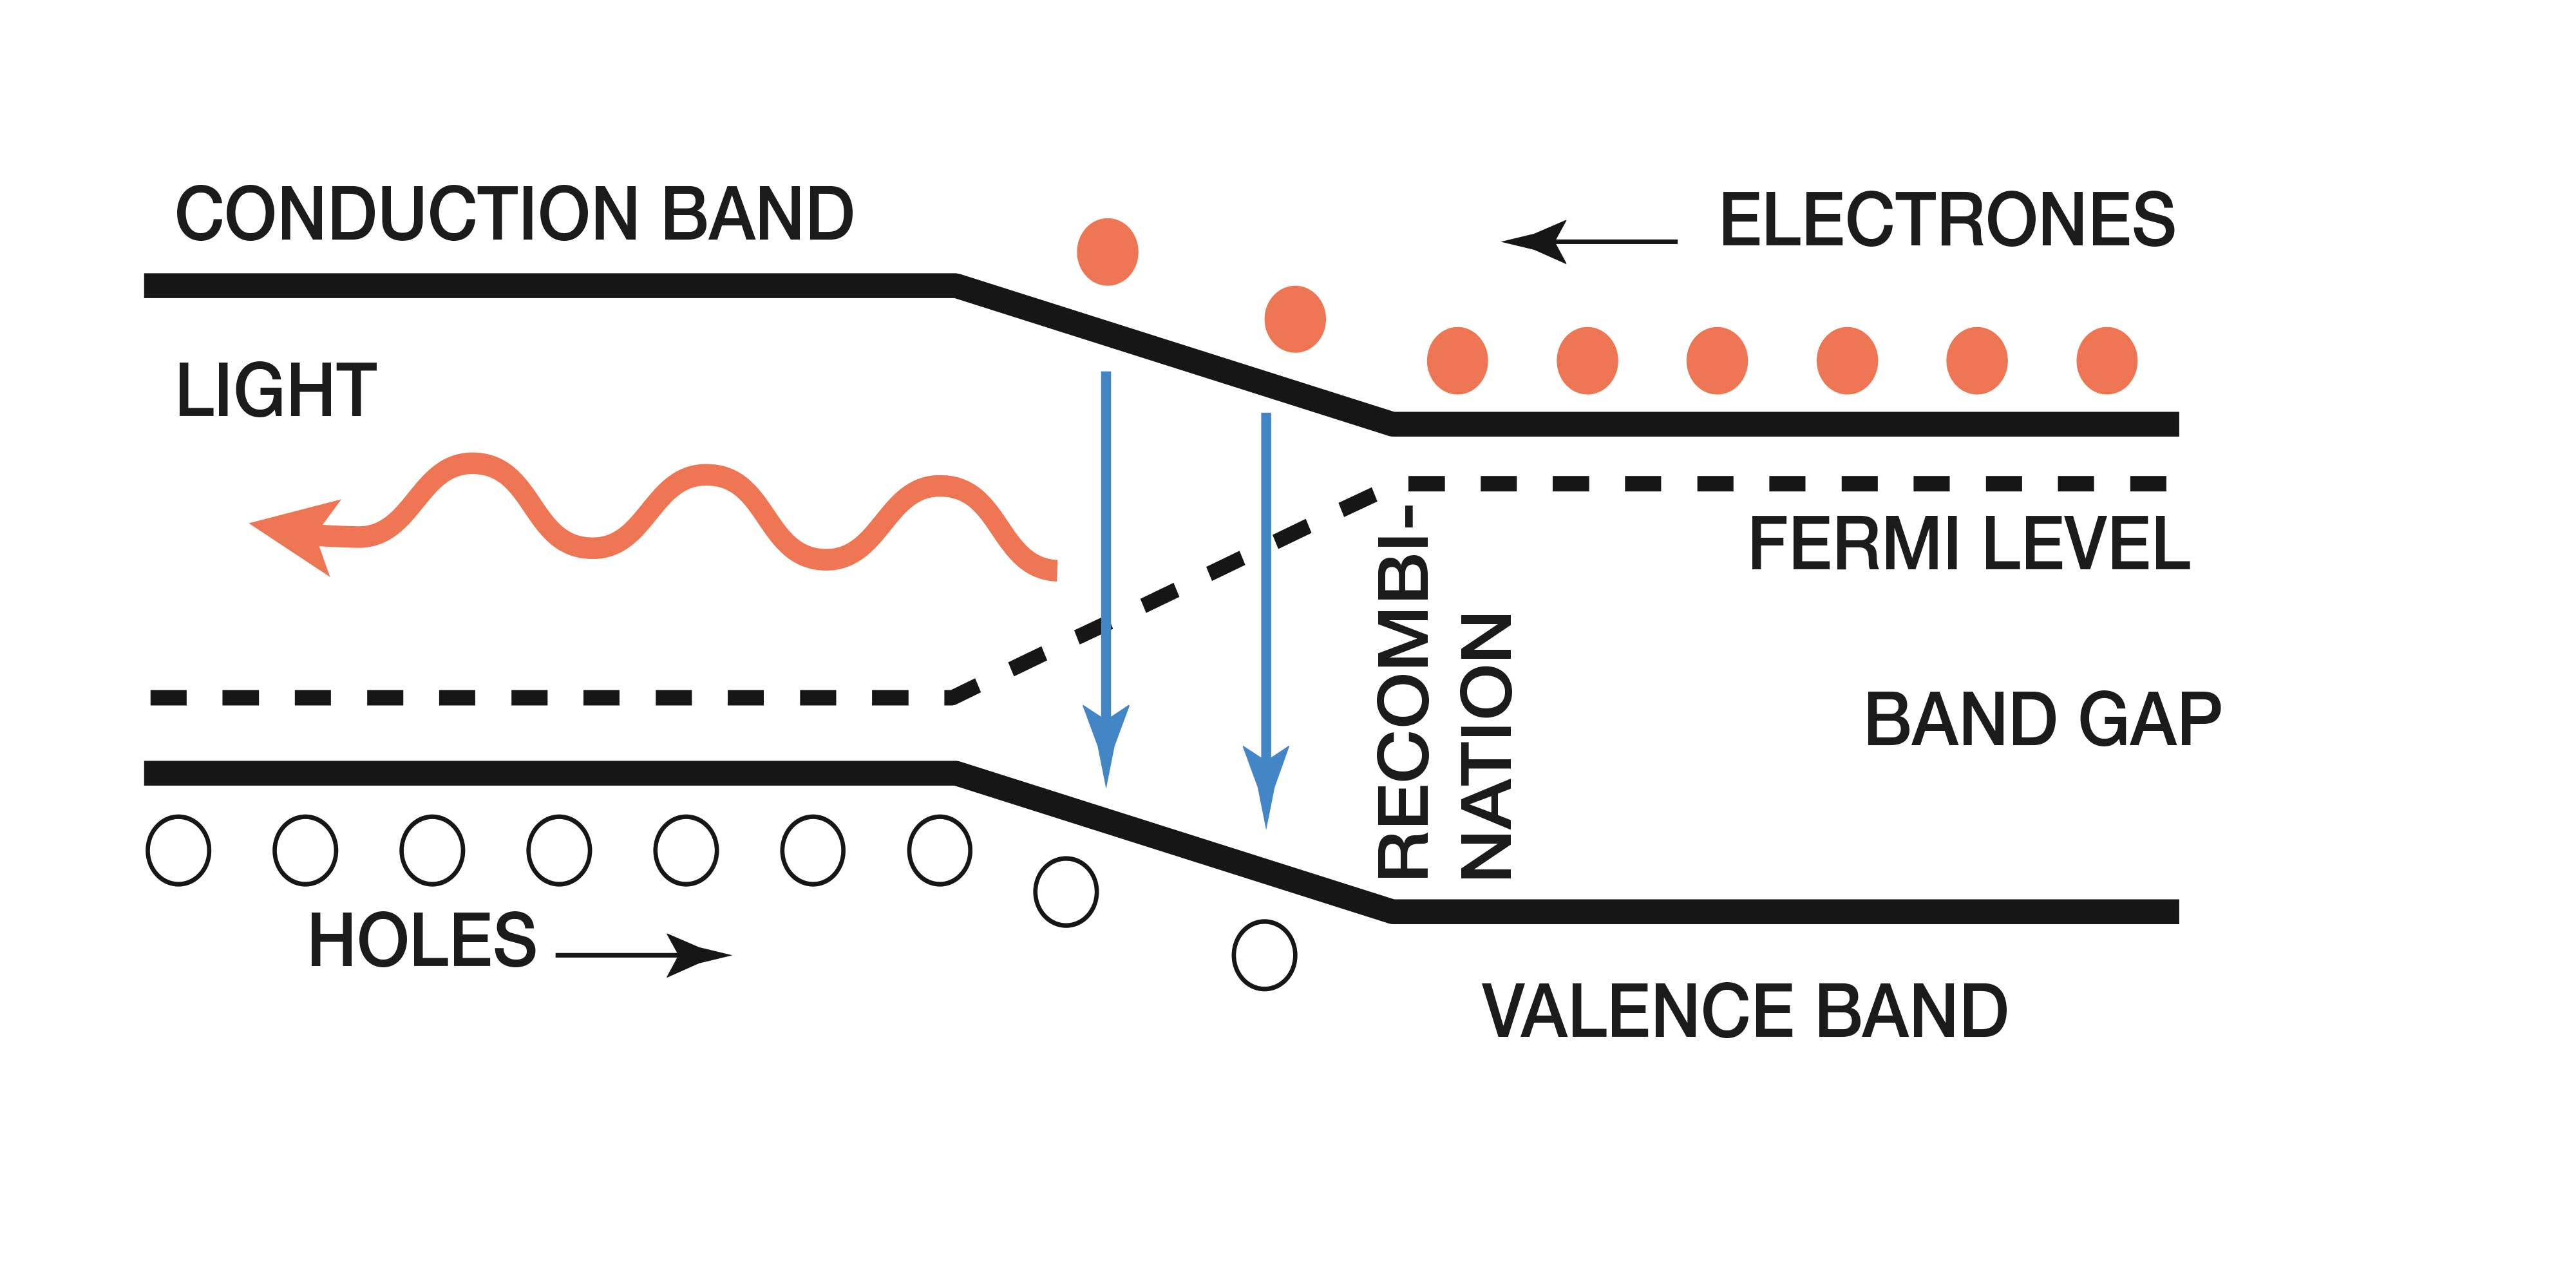 CONDUCTION BAND
ELECTRONES
LIGHT
FERMI LEVEL
RECOMBI-
NATION
BAND GAP
HOLES
VALENCE BAND